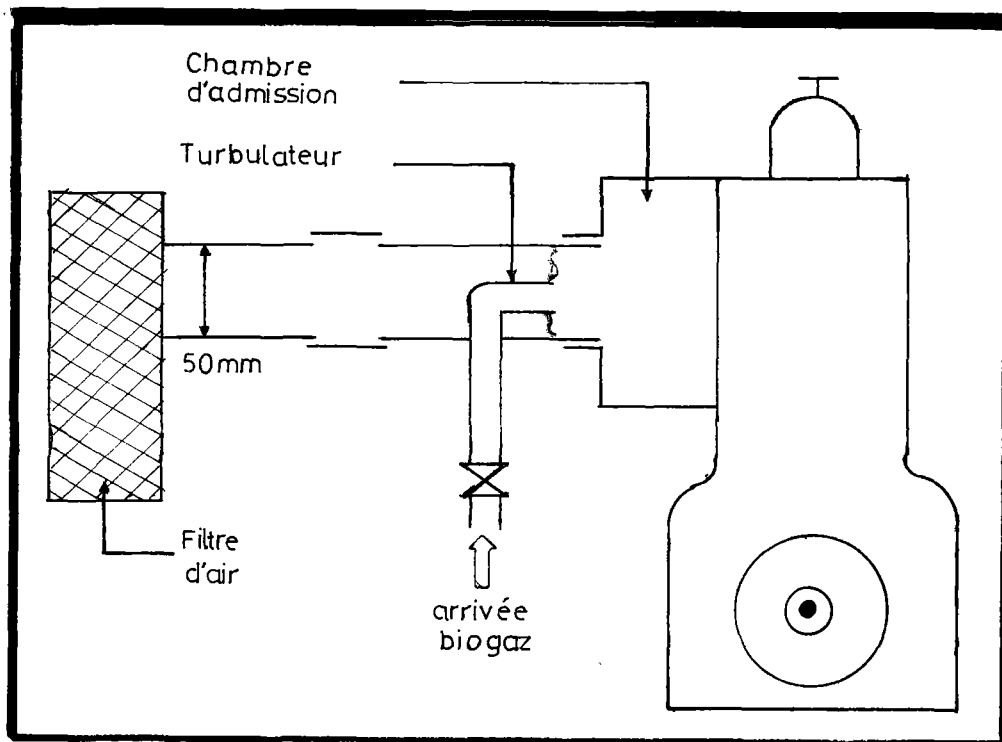 Chambre
d'admission
Turbulateur
50mm
Filtre
d'air
arrivée
biogaz